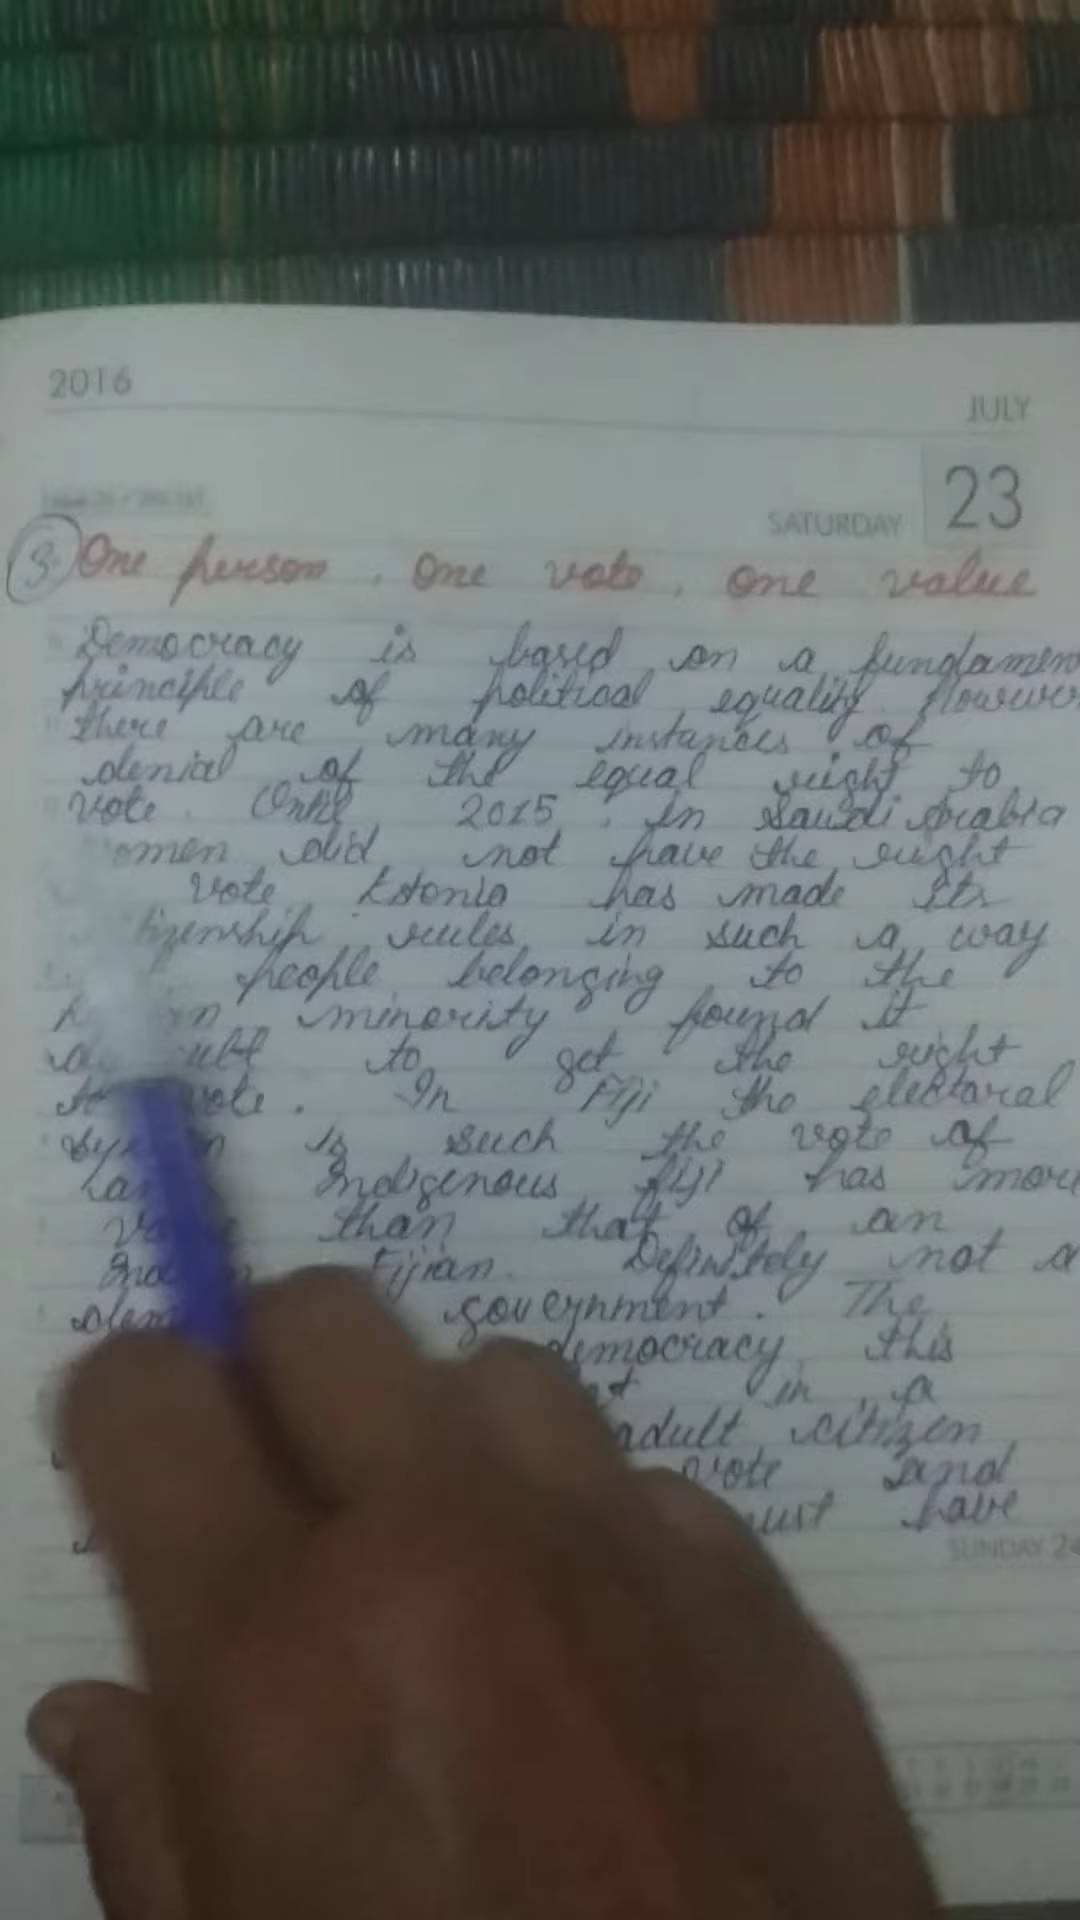 2016
JULY
23
SATURDAY
3 One person, One vote, One value
Democracy is based on a fundamen
principle of political equality. However
there are many instances of
denial of the equal right to
vote. Until 2015, in Saudi Arabia
omen did not have the right
vote Estonia has made its
tizenship rules in such a way
people belonging to the
minority found it
to get the right
to vote. In Fiji the electoral
is such the vote of
Indigenous fiji has more
than that of an
Fijian. Definitely not a
government. The
democracy this
in a
adult citizen
vote and
must have
SUNDAY 24